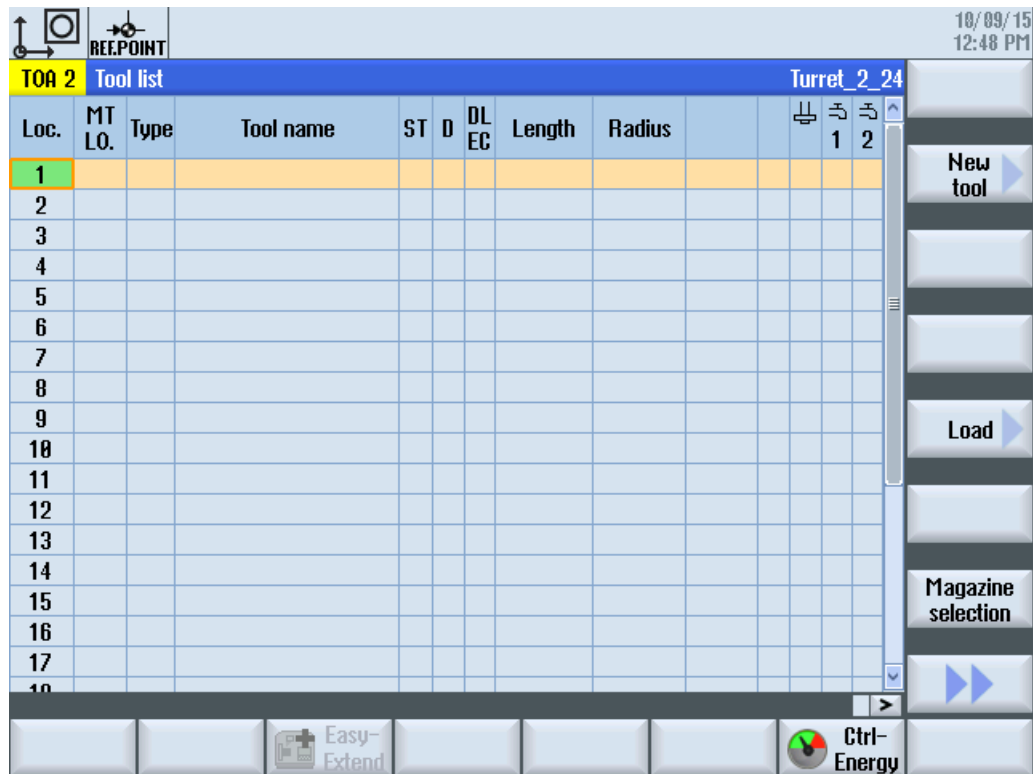 10/09/15
12:48 PM
REF.POINT
TOA 2 Tool list Turret_2_24
Loc. MT LO. Type Tool name ST D DL EC Length Radius 1 2
1
2
3
4
5
6
7
8
9
10
11
12
13
14
15
16
17
New tool
Load
Magazine selection
>
Easy-Extend
Ctrl-Energy